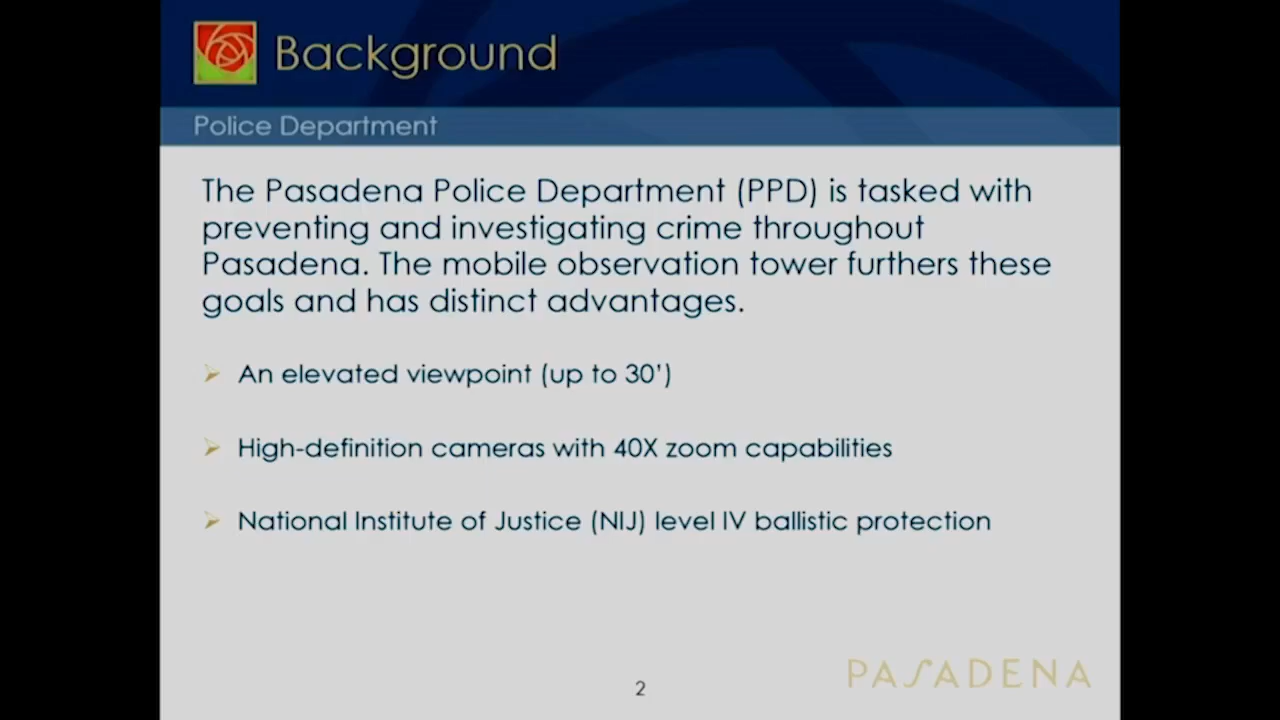 Background
Police Department
The Pasadena Police Department (PPD) is tasked with
preventing and investigating crime throughout
Pasadena. The mobile observation tower furthers these
goals and has distinct advantages.
An elevated viewpoint (up to 30')
High-definition cameras with 40X zoom capabilities
National Institute of Justice (NIJ) level IV ballistic protection
PASADENA
2